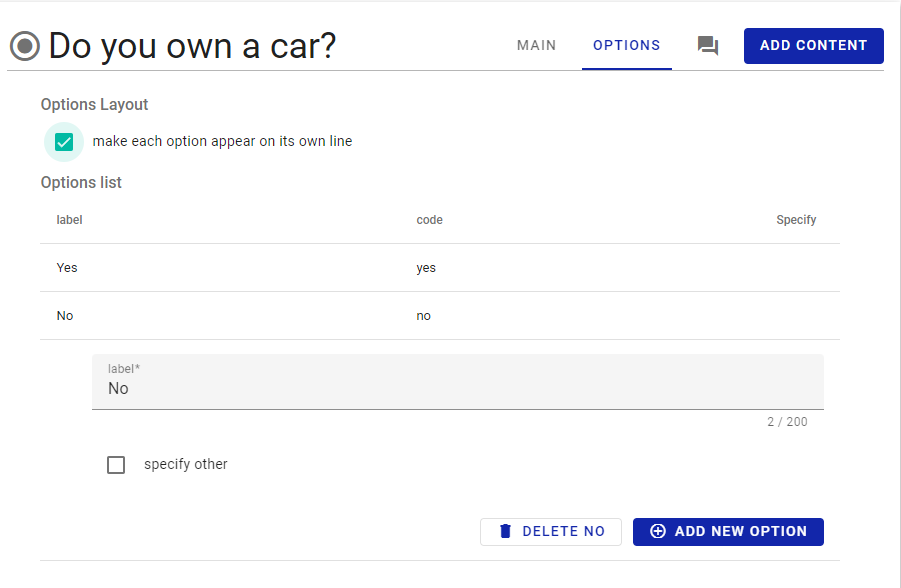 Do you own a car? MAIN OPTIONS ADD CONTENT
Options Layout
make each option appear on its own line
Options list
label code Specify
Yes yes
No no
label*
No
2 / 200
specify other
DELETE NO ADD NEW OPTION